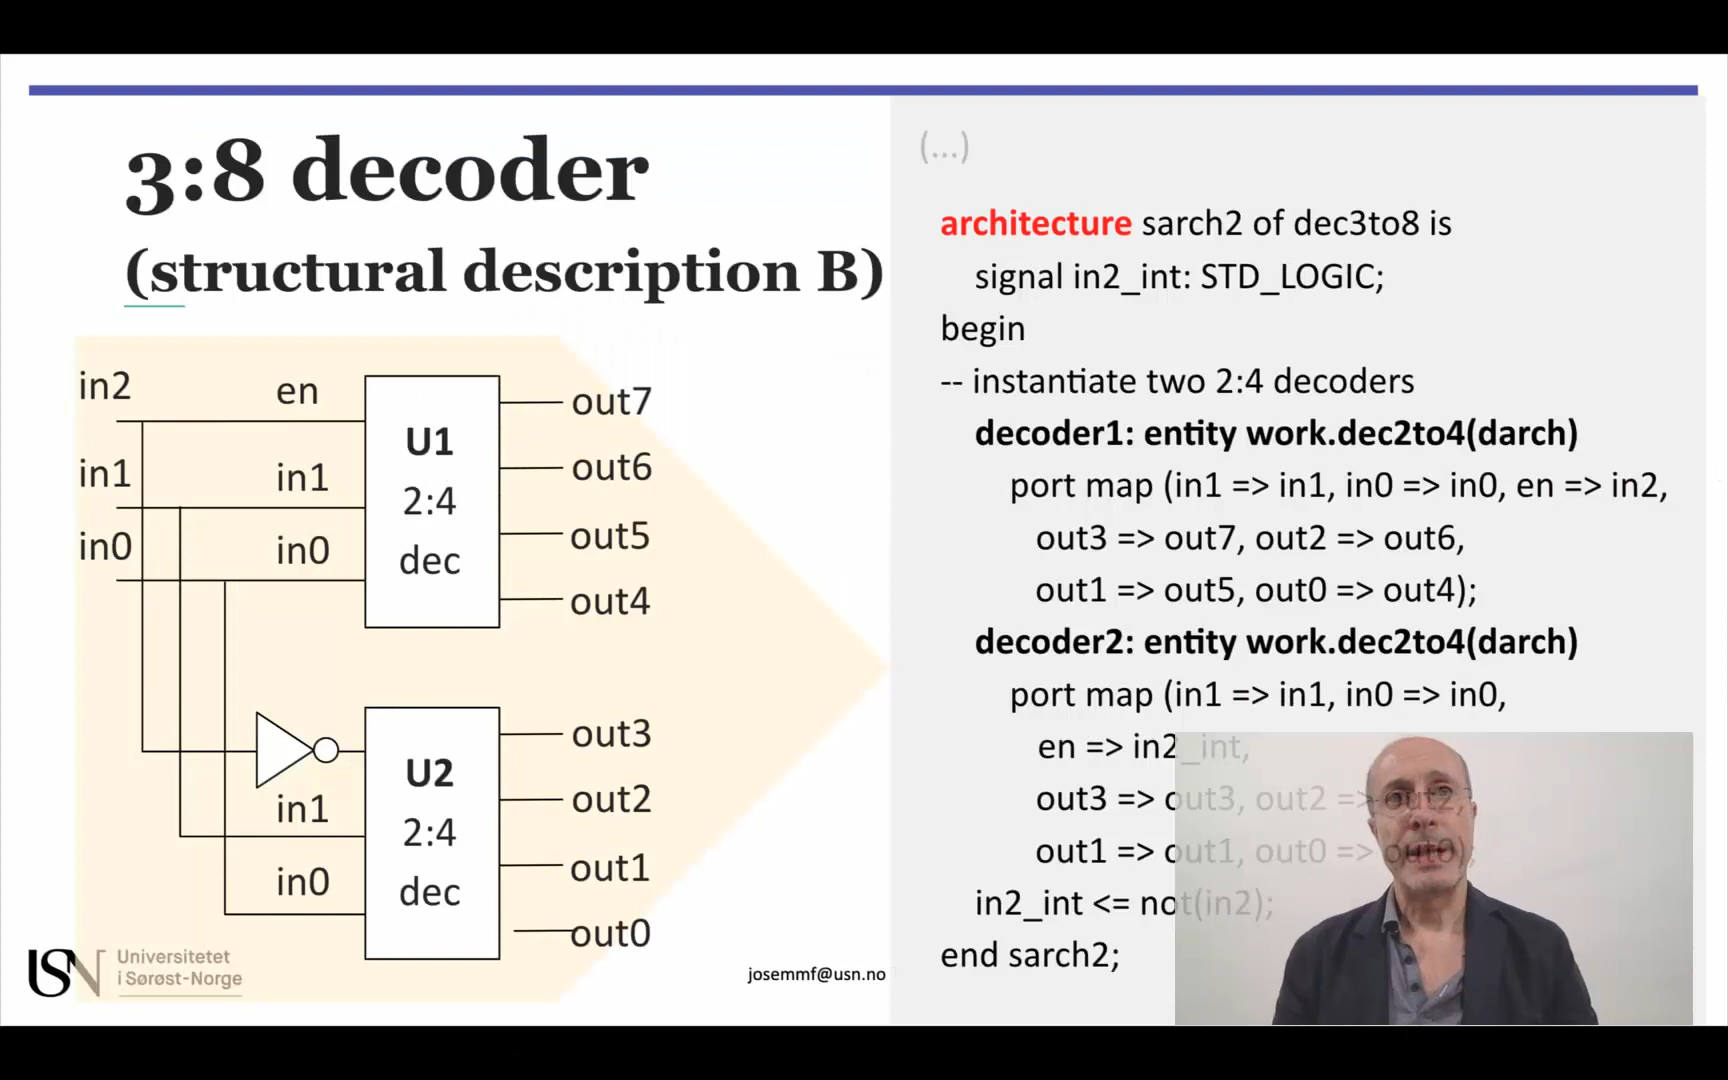 3:8 decoder
(structural description B)
in2
en
in1
in1
in0
in0
U1
2:4
dec
out7
out6
out5
out4
in1
in0
U2
2:4
dec
out3
out2
out1
out0
USN
Universitetet
i Sørøst-Norge
josemmf@usn.no
(...)
architecture sarch2 of dec3to8 is
signal in2_int: STD_LOGIC;
begin
-- instantiate two 2:4 decoders
decoder1: entity work.dec2to4(darch)
port map (in1 => in1, in0 => in0, en => in2,
out3 => out7, out2 => out6,
out1 => out5, out0 => out4);
decoder2: entity work.dec2to4(darch)
port map (in1 => in1, in0 => in0,
en => in2_int,
out3 => out3, out2 => out2,
out1 => out1, out0 => out0);
in2_int <= not(in2);
end sarch2;